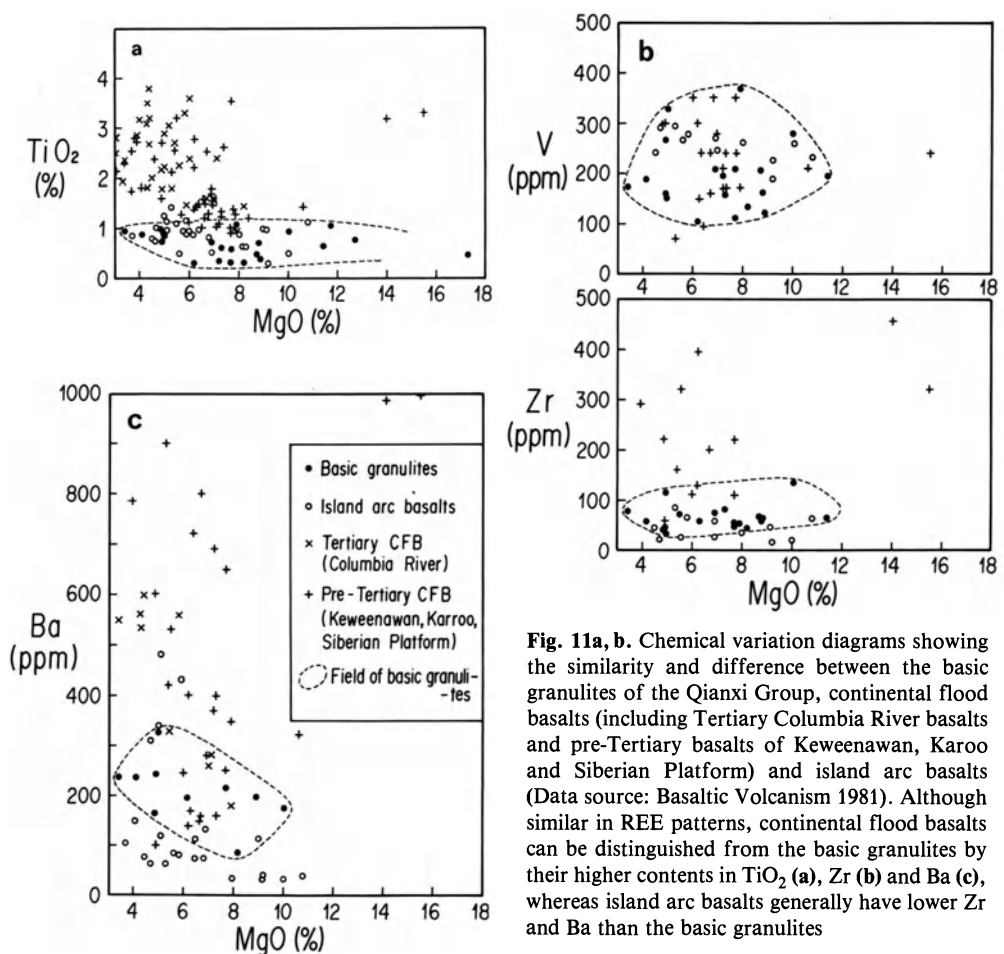 a
4
3
TiO₂
(%)
2
1
0
4 6 8 10 12 14 16 18
MgO (%)
b
500
400
300
V
(ppm)
200
100
0
4 6 8 10 12 14 16 18
500
400
Zr
(ppm)
300
200
100
0
4 6 8 10 12 14 16 18
MgO (%)
c
1000
800
600
Ba
(ppm)
400
200
0
4 6 8 10 12 14 16 18
MgO (%)
• Basic granulites
○ Island arc basalts
× Tertiary CFB
(Columbia River)
+ Pre-Tertiary CFB
(Keweenawan, Karroo,
Siberian Platform)
Field of basic granuli-
-tes
Fig. 11a, b. Chemical variation diagrams showing
the similarity and difference between the basic
granulites of the Qianxi Group, continental flood
basalts (including Tertiary Columbia River basalts
and pre-Tertiary basalts of Keweenawan, Karoo
and Siberian Platform) and island arc basalts
(Data source: Basaltic Volcanism 1981). Although
similar in REE patterns, continental flood basalts
can be distinguished from the basic granulites by
their higher contents in TiO₂ (a), Zr (b) and Ba (c),
whereas island arc basalts generally have lower Zr
and Ba than the basic granulites